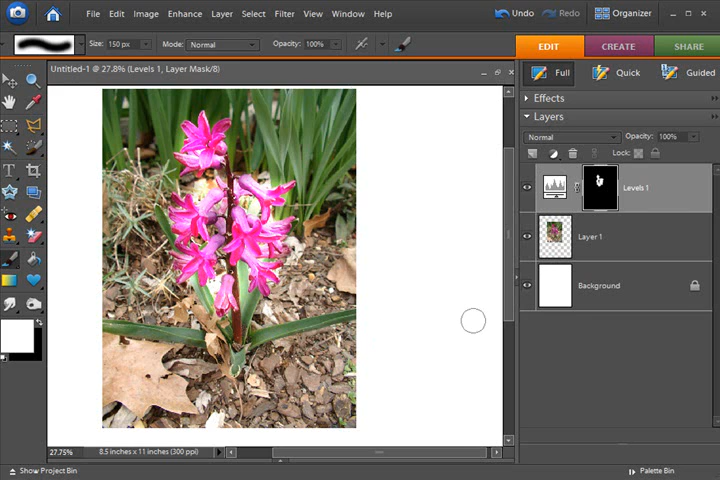 File Edit Image Enhance Layer Select Filter View Window Help Undo Redo Organizer
Size: 150 px Mode: Normal Opacity: 100% EDIT CREATE SHARE
Untitled-1 @ 27.8% (Levels 1, Layer Mask/8)
Full Quick Guided
Effects
Layers
Normal Opacity: 100%
Lock:
Levels 1
Layer 1
Background
T
27.75% 8.5 inches x 11 inches (300 ppi)
Show Project Bin Palette Bin